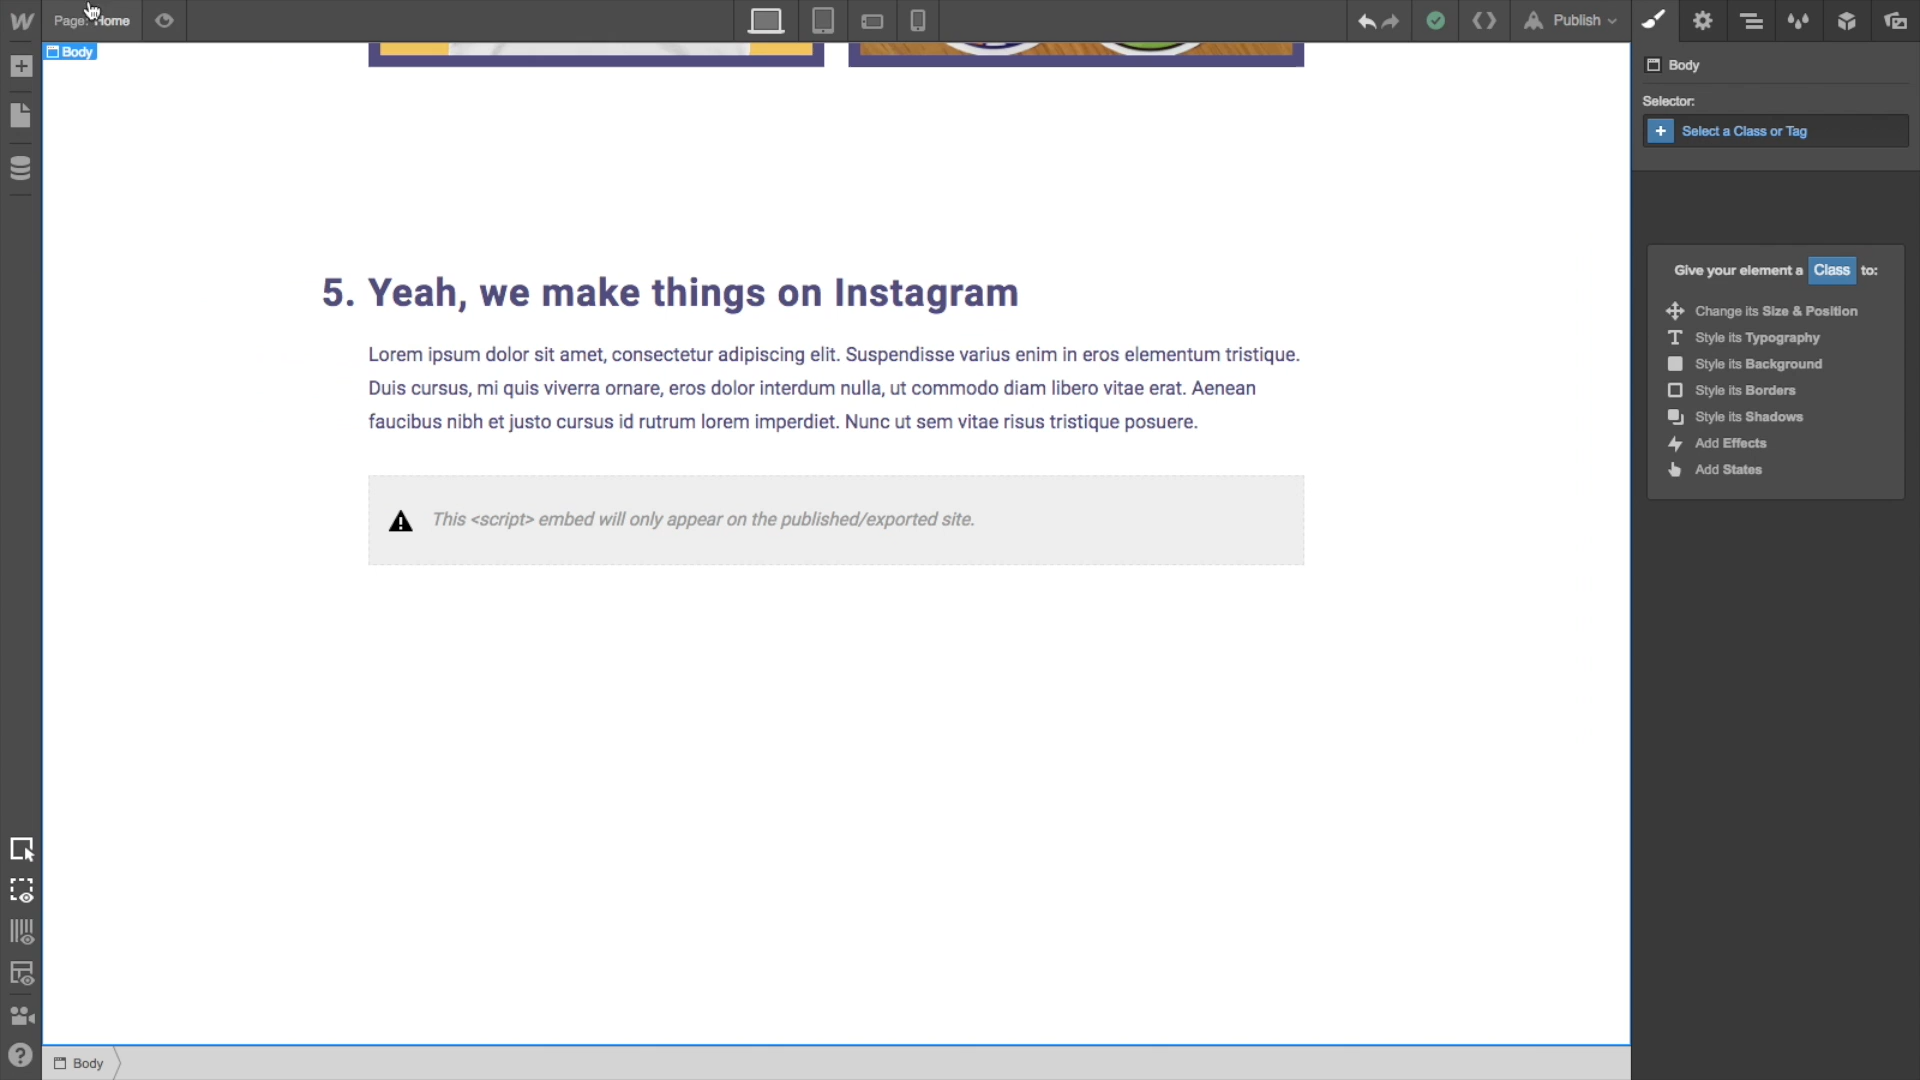 Page: Home
Publish
Body
Body
Selector:
+ Select a Class or Tag
Give your element a Class to:
Change its Size & Position
Style its Typography
Style its Background
Style its Borders
Style its Shadows
Add Effects
Add States
5. Yeah, we make things on Instagram
Lorem ipsum dolor sit amet, consectetur adipiscing elit. Suspendisse varius enim in eros elementum tristique.
Duis cursus, mi quis viverra ornare, eros dolor interdum nulla, ut commodo diam libero vitae erat. Aenean
faucibus nibh et justo cursus id rutrum lorem imperdiet. Nunc ut sem vitae risus tristique posuere.
This <script> embed will only appear on the published/exported site.
Body